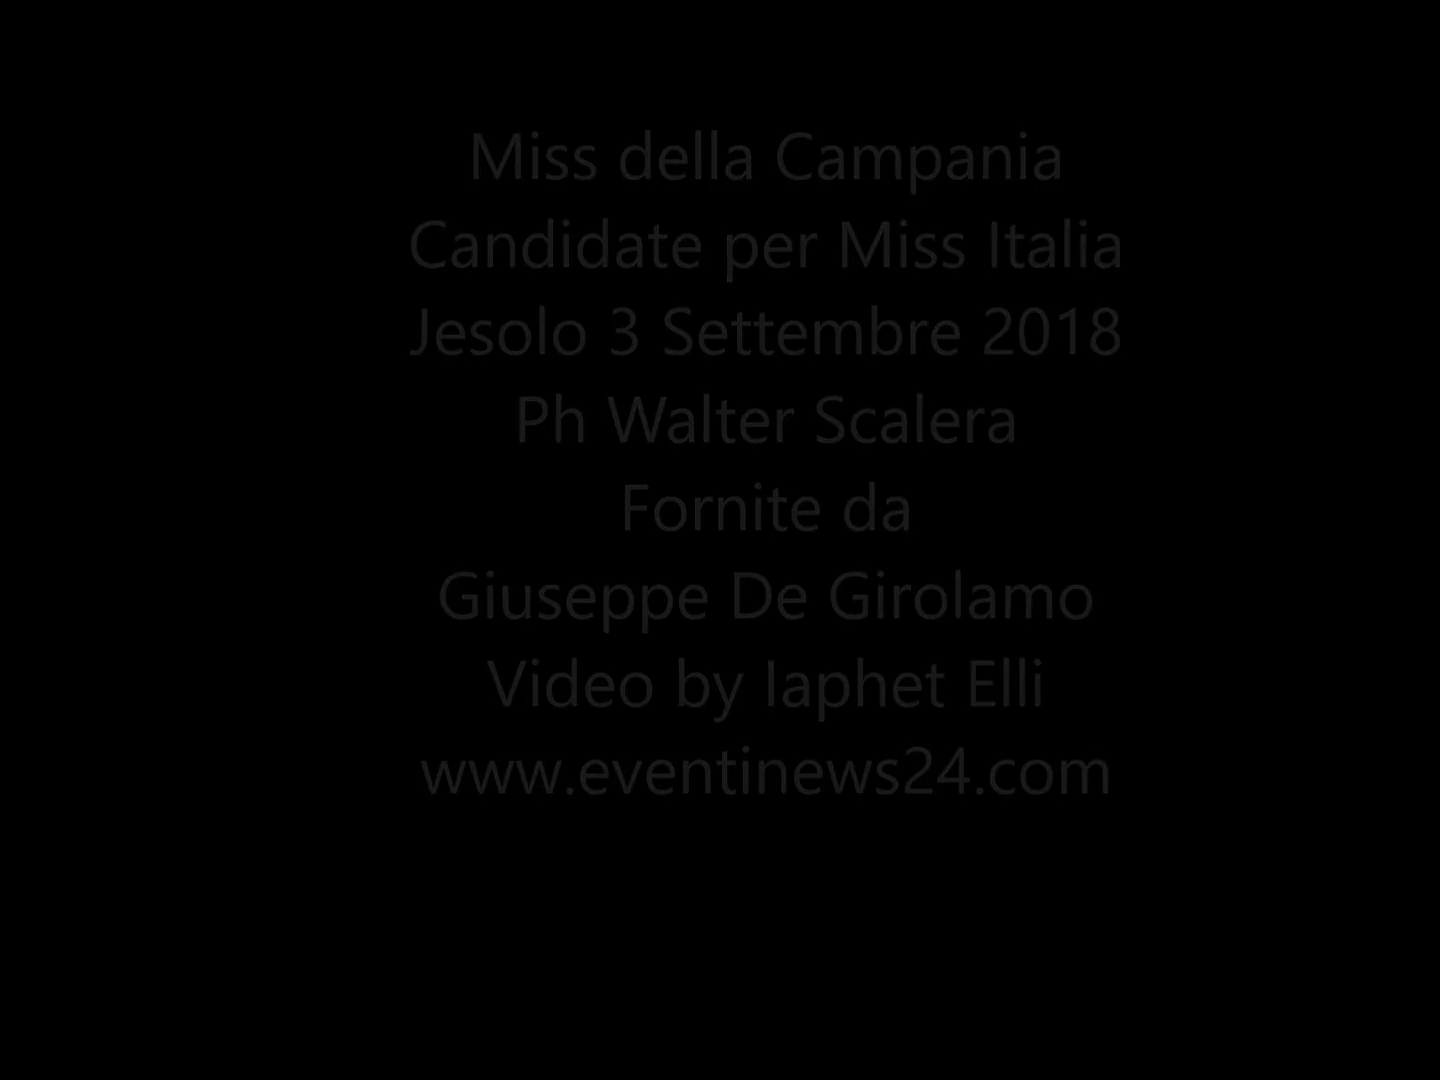 Miss della Campania
Candidate per Miss Italia
Jesolo 3 Settembre 2018
Ph Walter Scalera
Fornite da
Giuseppe De Girolamo
Video by Iaphet Elli
www.eventinews24.com